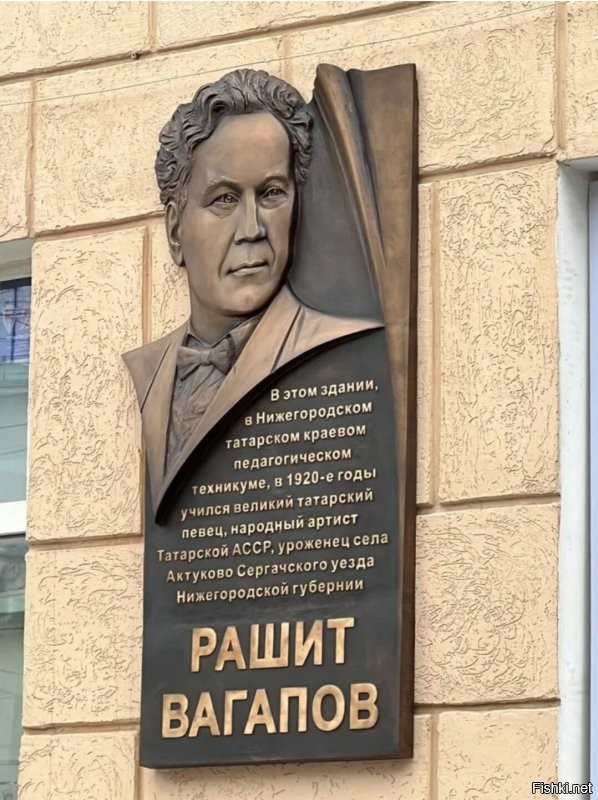 В этом здании,
в Нижегородском
татарском краевом
педагогическом
техникуме, в 1920-е годы
учился великий татарский
певец, народный артист
Татарской АССР, уроженец села
Актуково Сергачского уезда
Нижегородской губернии
РАШИТ
ВАГАПОВ
Fishki.net